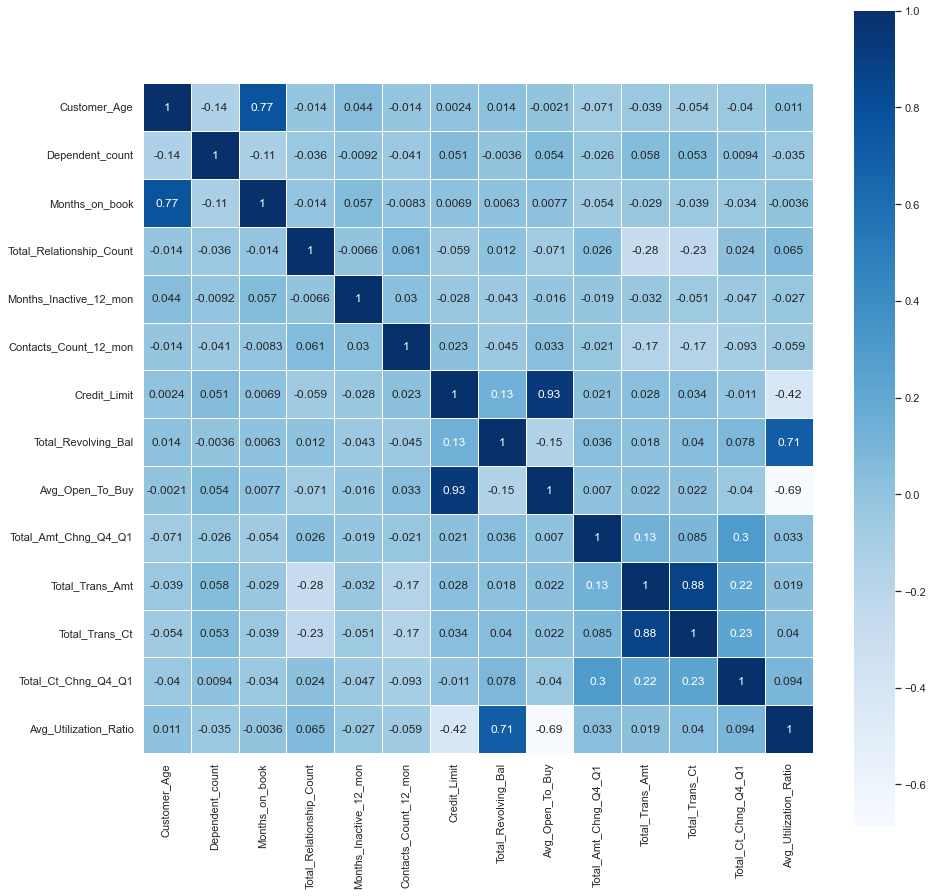 1.0
Customer_Age 1 -0.14 0.77 -0.014 0.044 -0.014 0.0024 0.014 -0.0021 -0.071 -0.039 -0.054 -0.04 0.011
0.8
Dependent_count -0.14 1 -0.11 -0.036 -0.0092 -0.041 0.051 -0.0036 0.054 -0.026 0.058 0.053 0.0094 -0.035
Months_on_book 0.77 -0.11 1 -0.014 0.057 -0.0083 0.0069 0.0063 0.0077 -0.054 -0.029 -0.039 -0.034 -0.0036
0.6
Total_Relationship_Count -0.014 -0.036 -0.014 1 -0.0066 0.061 -0.059 0.012 -0.071 0.026 -0.28 -0.23 0.024 0.065
Months_Inactive_12_mon 0.044 -0.0092 0.057 -0.0066 1 0.03 -0.028 -0.043 -0.016 -0.019 -0.032 -0.051 -0.047 -0.027
0.4
Contacts_Count_12_mon -0.014 -0.041 -0.0083 0.061 0.03 1 0.023 -0.045 0.033 -0.021 -0.17 -0.17 -0.093 -0.059
Credit_Limit 0.0024 0.051 0.0069 -0.059 -0.028 0.023 1 0.13 0.93 0.021 0.028 0.034 -0.011 -0.42
0.2
Total_Revolving_Bal 0.014 -0.0036 0.0063 0.012 -0.043 -0.045 0.13 1 -0.15 0.036 0.018 0.04 0.078 0.71
Avg_Open_To_Buy -0.0021 0.054 0.0077 -0.071 -0.016 0.033 0.93 -0.15 1 0.007 0.022 0.022 -0.04 -0.69
0.0
Total_Amt_Chng_Q4_Q1 -0.071 -0.026 -0.054 0.026 -0.019 -0.021 0.021 0.036 0.007 1 0.13 0.085 0.3 0.033
Total_Trans_Amt -0.039 0.058 -0.029 -0.28 -0.032 -0.17 0.028 0.018 0.022 0.13 1 0.88 0.22 0.019
−0.2
Total_Trans_Ct -0.054 0.053 -0.039 -0.23 -0.051 -0.17 0.034 0.04 0.022 0.085 0.88 1 0.23 0.04
Total_Ct_Chng_Q4_Q1 -0.04 0.0094 -0.034 0.024 -0.047 -0.093 -0.011 0.078 -0.04 0.3 0.22 0.23 1 0.094
−0.4
Avg_Utilization_Ratio 0.011 -0.035 -0.0036 0.065 -0.027 -0.059 -0.42 0.71 -0.69 0.033 0.019 0.04 0.094 1
−0.6
Customer_Age
Dependent_count
Months_on_book
Total_Relationship_Count
Months_Inactive_12_mon
Contacts_Count_12_mon
Credit_Limit
Total_Revolving_Bal
Avg_Open_To_Buy
Total_Amt_Chng_Q4_Q1
Total_Trans_Amt
Total_Trans_Ct
Total_Ct_Chng_Q4_Q1
Avg_Utilization_Ratio